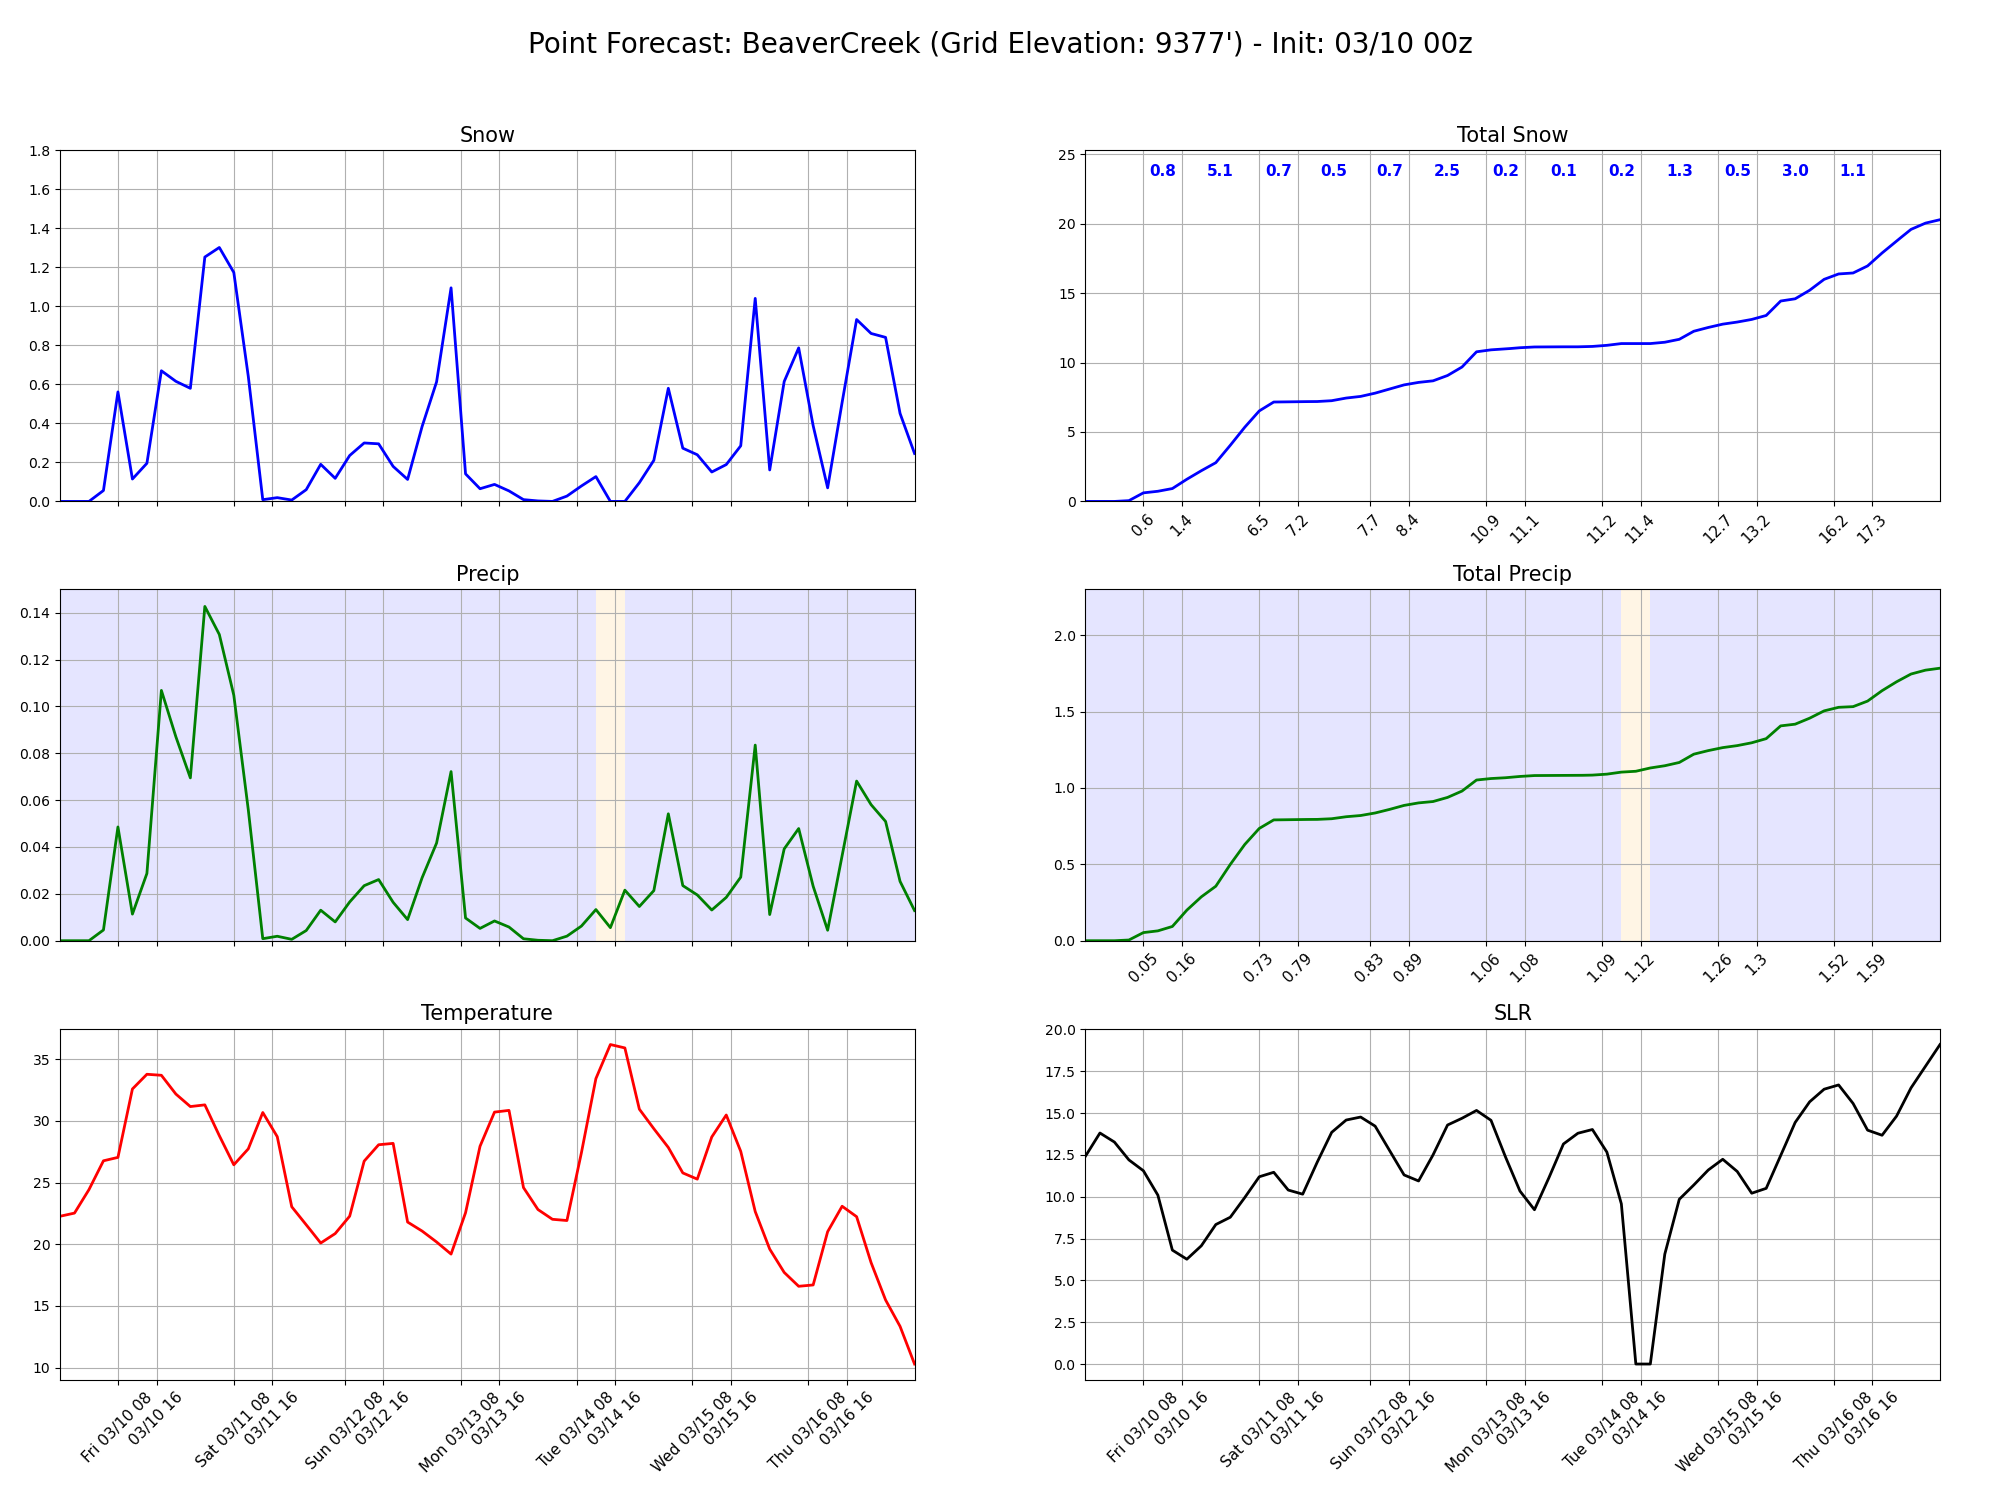 Point Forecast: BeaverCreek (Grid Elevation: 9377') - Init: 03/10 00z
Snow
1.8
1.6
1.4
1.2
1.0
0.8
0.6
0.4
0.2
0.0
Total Snow
25
20
15
10
5
0
0.8 5.1 0.7 0.5 0.7 2.5 0.2 0.1 0.2 1.3 0.5 3.0 1.1
0.6 1.4 6.5 7.2 7.7 8.4 10.9 11.1 11.2 11.4 12.7 13.2 16.2 17.3
Precip
0.14
0.12
0.10
0.08
0.06
0.04
0.02
0.00
Total Precip
2.0
1.5
1.0
0.5
0.0
0.05 0.16 0.73 0.79 0.83 0.89 1.06 1.08 1.09 1.12 1.26 1.3 1.52 1.59
Temperature
35
30
25
20
15
10
Fri 03/10 08
03/10 16
Sat 03/11 08
03/11 16
Sun 03/12 08
03/12 16
Mon 03/13 08
03/13 16
Tue 03/14 08
03/14 16
Wed 03/15 08
03/15 16
Thu 03/16 08
03/16 16
SLR
20.0
17.5
15.0
12.5
10.0
7.5
5.0
2.5
0.0
Fri 03/10 08
03/10 16
Sat 03/11 08
03/11 16
Sun 03/12 08
03/12 16
Mon 03/13 08
03/13 16
Tue 03/14 08
03/14 16
Wed 03/15 08
03/15 16
Thu 03/16 08
03/16 16